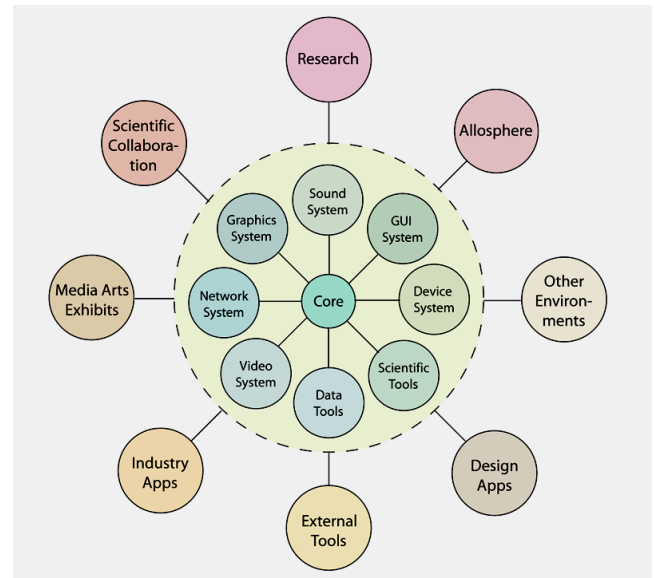 Research
Scientific
Collabora-
tion
Allosphere
Sound
System
Graphics
System
GUI
System
Media Arts
Exhibits
Network
System
Core
Device
System
Other
Environ-
ments
Video
System
Scientific
Tools
Data
Tools
Industry
Apps
Design
Apps
External
Tools